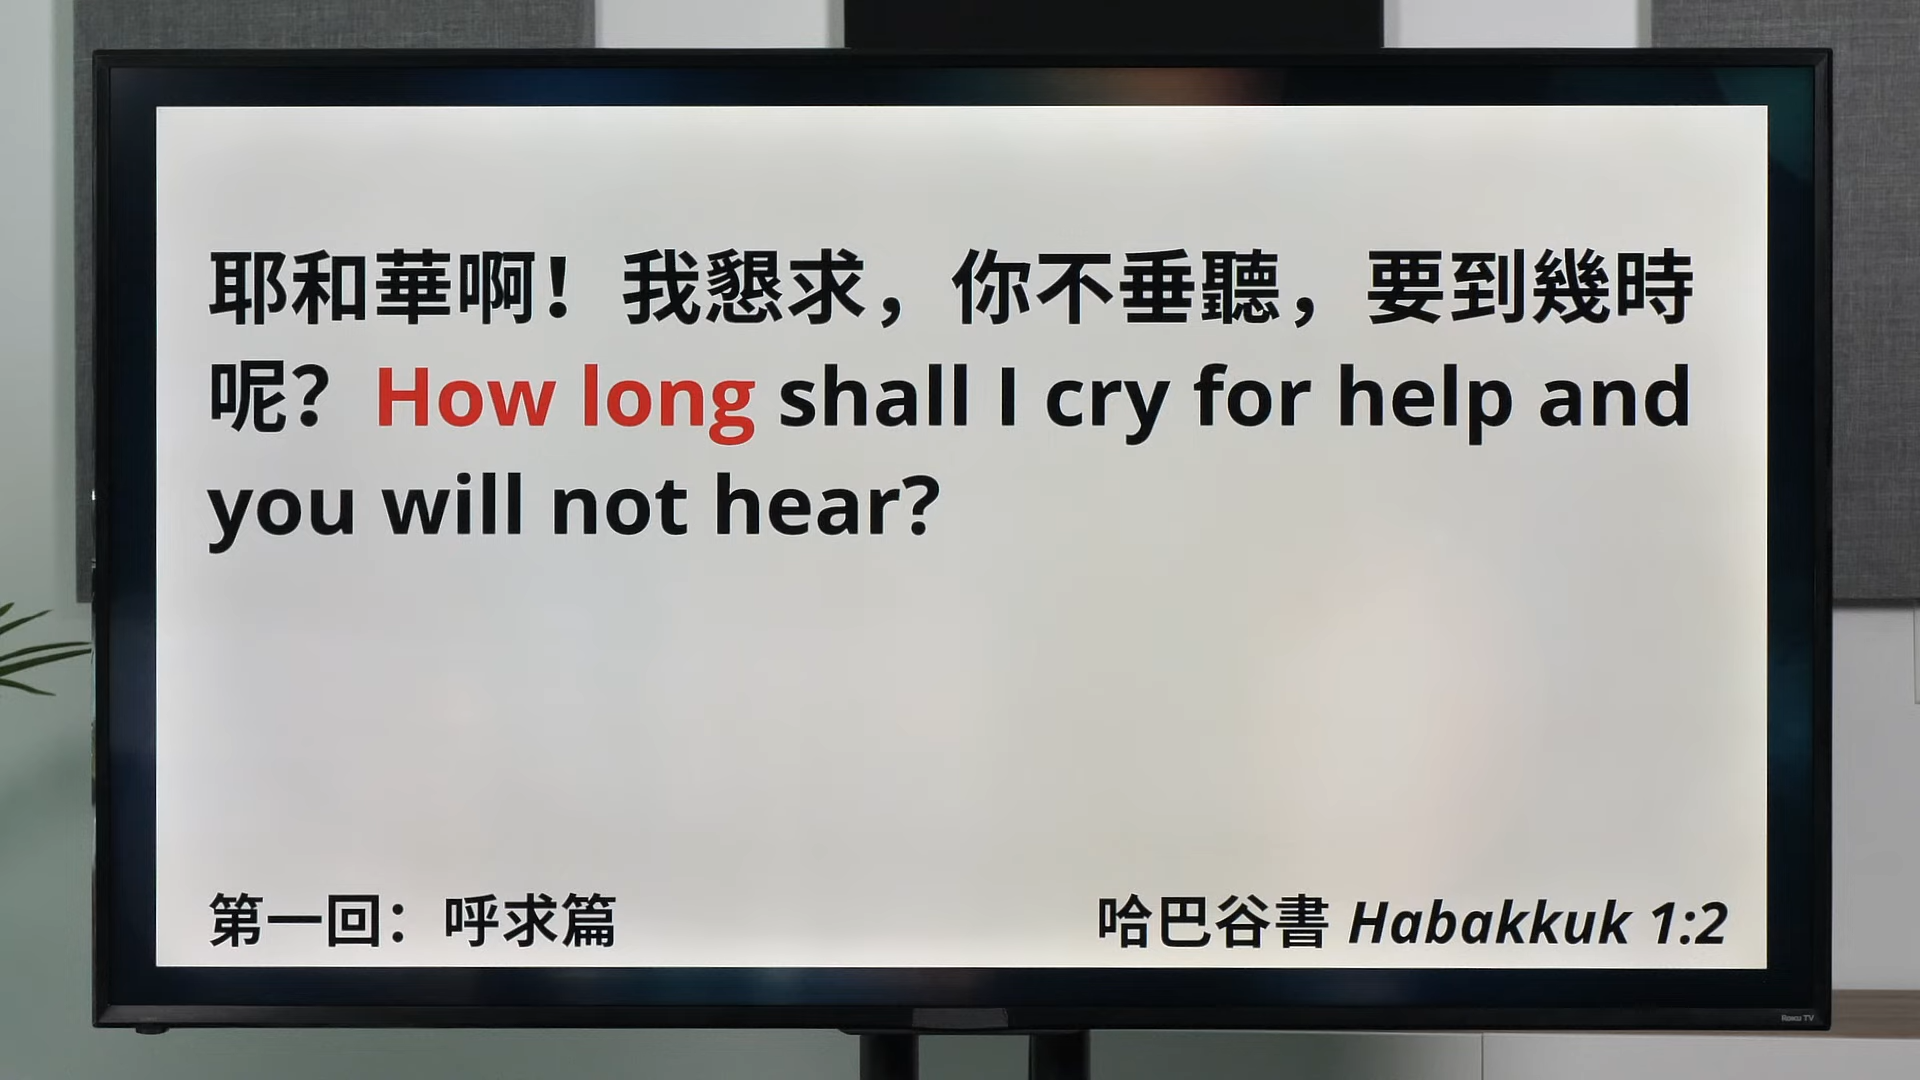 耶和華啊！我懇求，你不垂聽，要到幾時
呢？How long shall I cry for help and
you will not hear?
第一回：呼求篇
哈巴谷書 Habakkuk 1:2
Roku TV